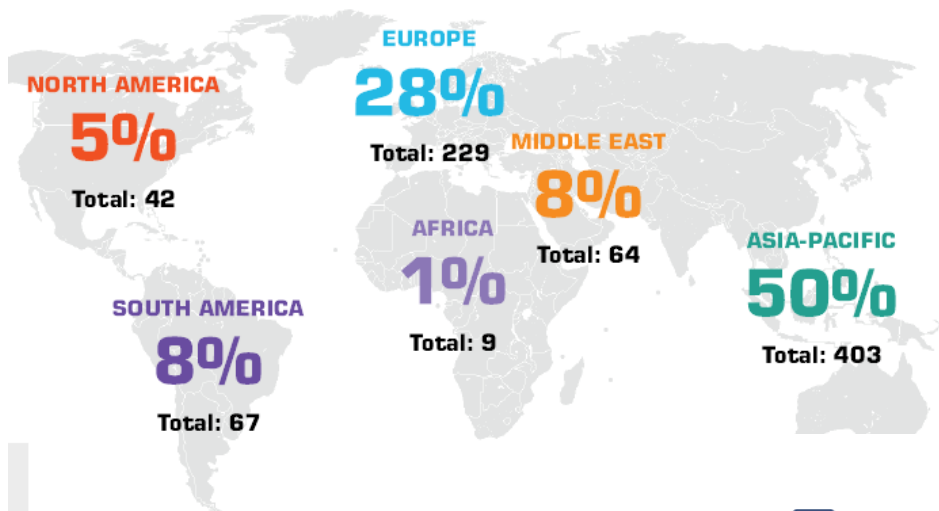 NORTH AMERICA
5%
Total: 42
EUROPE
28%
Total: 229
MIDDLE EAST
8%
Total: 64
AFRICA
1%
Total: 9
ASIA-PACIFIC
50%
Total: 403
SOUTH AMERICA
8%
Total: 67